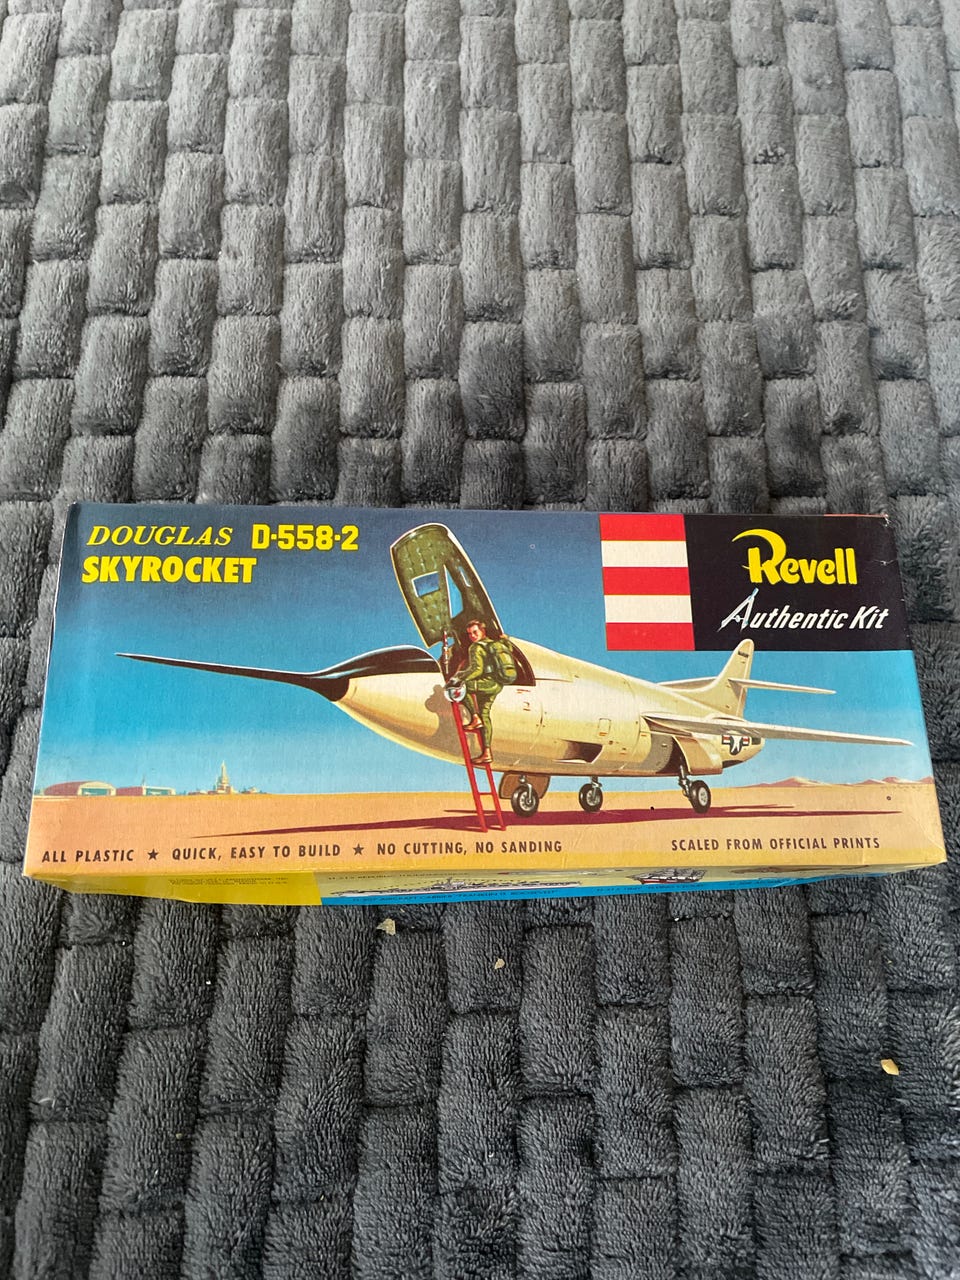 DOUGLAS D-558-2
SKYROCKET
Revell
Authentic Kit
ALL PLASTIC ★ QUICK, EASY TO BUILD ★ NO CUTTING, NO SANDING
SCALED FROM OFFICIAL PRINTS